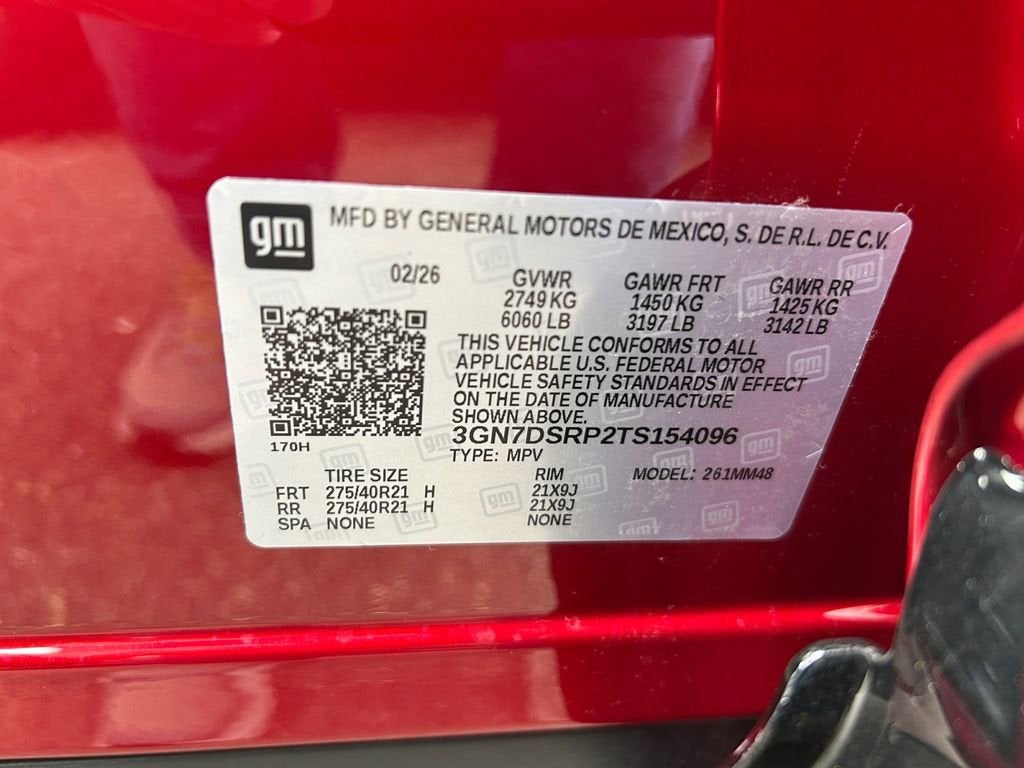 gm MFD BY GENERAL MOTORS DE MEXICO, S. DE R.L. DE C.V.
02/26 GVWR GAWR FRT GAWR RR
2749 KG 1450 KG 1425 KG
6060 LB 3197 LB 3142 LB
THIS VEHICLE CONFORMS TO ALL
APPLICABLE U.S. FEDERAL MOTOR
VEHICLE SAFETY STANDARDS IN EFFECT
ON THE DATE OF MANUFACTURE
SHOWN ABOVE.
170H
3GN7DSRP2TS154096
TYPE: MPV
TIRE SIZE RIM MODEL: 261MM48
FRT 275/40R21 H 21X9J
RR 275/40R21 H 21X9J
SPA NONE NONE